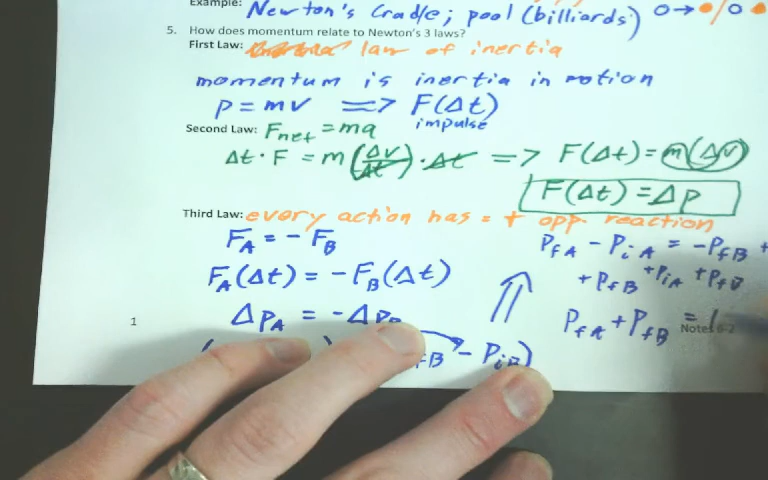 Example: Newton's Cradle; pool (billiards)
5. How does momentum relate to Newton's 3 laws?
First Law: law of inertia
momentum is inertia in motion
p = mv => F(Δt)
impulse
Second Law: Fnet = ma
Δt · F = m(Δv/Δt) · Δt => F(Δt) = m(Δv)
F(Δt) = Δp
Third Law: every action has = + opp. reaction
FA = - FB
PfA - PiA = -PfB +
FA(Δt) = -FB(Δt)
+ PfB + PiA
ΔPA = -ΔPB
PfA + PfB =
1
Notes 6-2
fB - PiB)